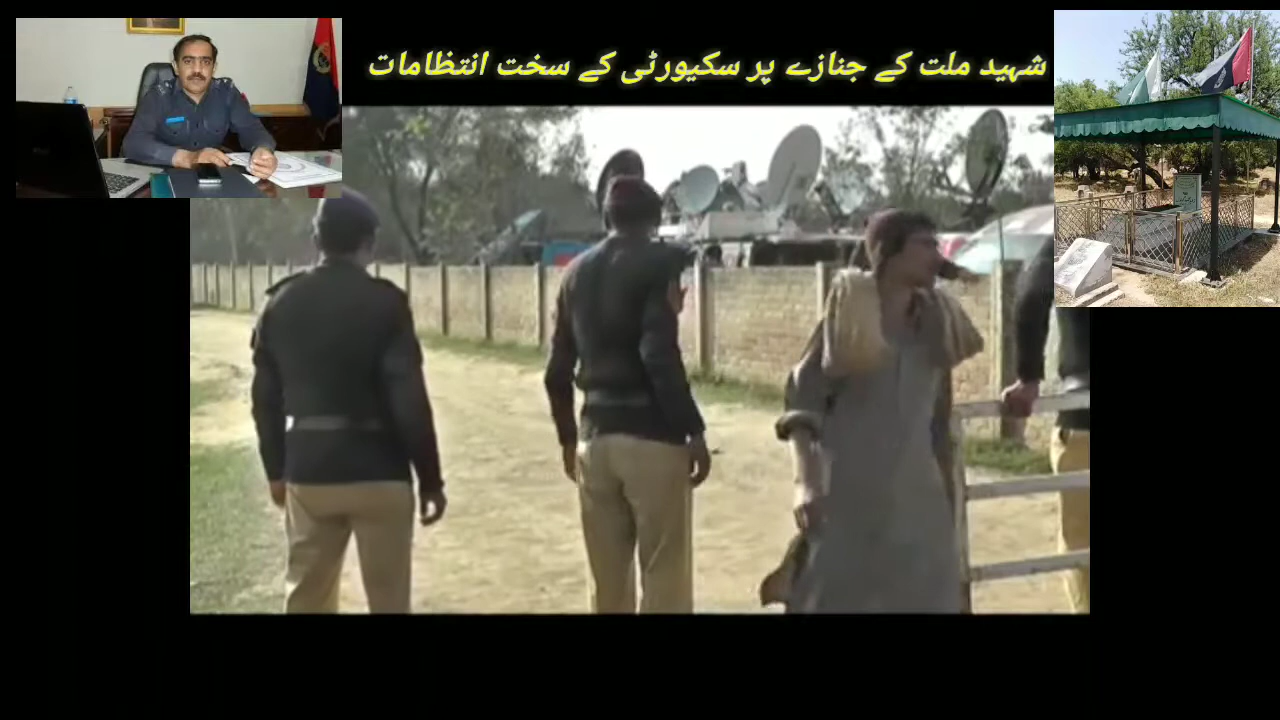 شہید ملت کے جنازے پر سکیورٹی کے سخت انتظامات